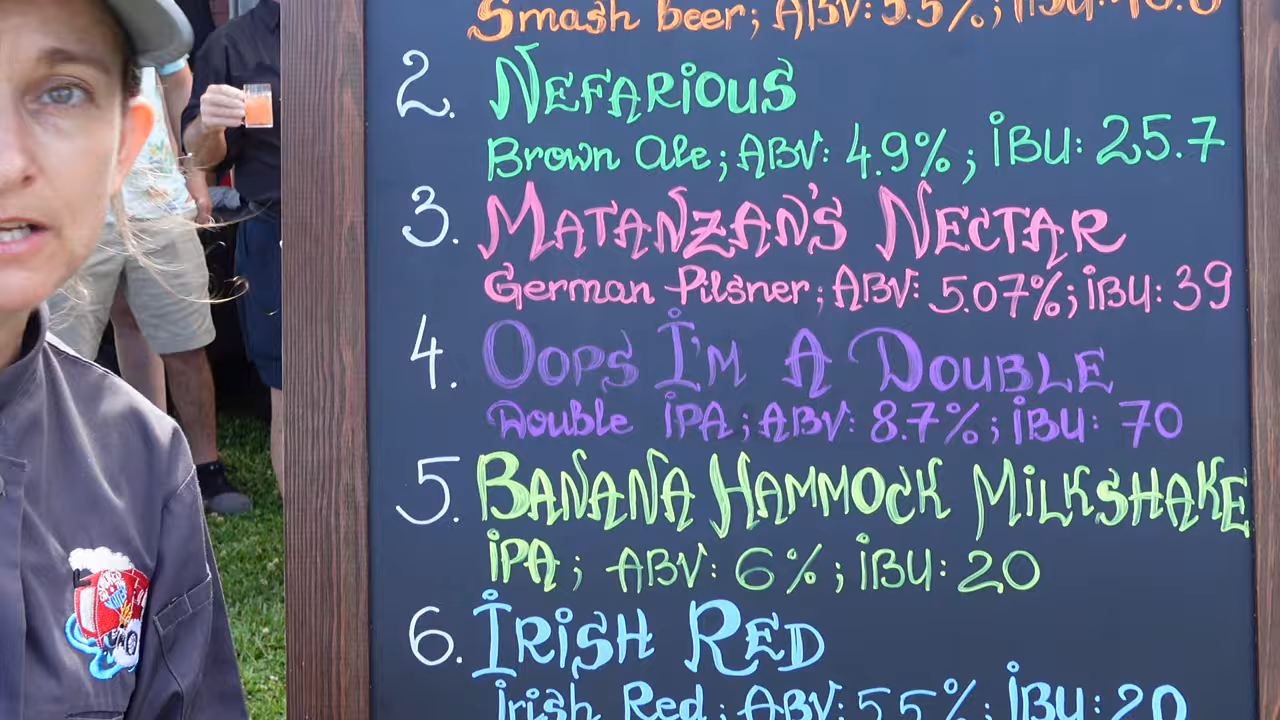 Smash beer; ABV: 5.5%; IBU:
2. NEFARiOUS
Brown Ale; ABV: 4.9%; iBU: 25.7
3. MATANZAN'S NECTAR
German Pilsner; ABV: 5.07%; iBU: 39
4. OOPS I'M A DOUBLE
Double iPA; ABV: 8.7%; iBU: 70
5. BANANA HAMMOCK MiLKSHAKE
iPA; ABV: 6%; iBU: 20
6. IRiSH RED
Irish Red; ABV: 5.5%; iBU: 20